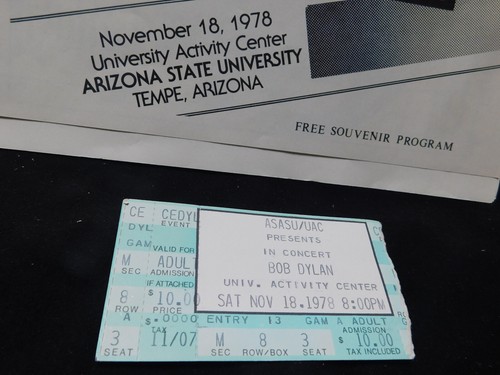 November 18, 1978
University Activity Center
ARIZONA STATE UNIVERSITY
TEMPE, ARIZONA
FREE SOUVENIR PROGRAM
CE CEDYL
EVENT
DYL
GAM VALID FOR
M ADUL
SEC ADMISSION
IF ATTACHED
8 $ 10.00
ROW PRICE
A $ .0000
TAX
3 11/07
SEAT
ASASU/UAC
PRESENTS
IN CONCERT
BOB DYLAN
UNIV. ACTIVITY CENTER
SAT NOV 18.1978 8:00PM
ENTRY 13 GAM A ADULT
ADMISSION
M 8 3 $ 10.00
SEC ROW/BOX SEAT TAX INCLUDED